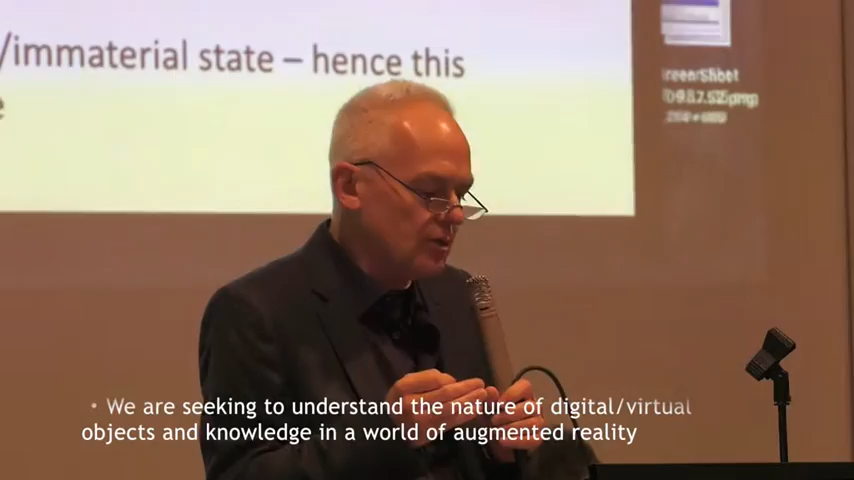 /immaterial state – hence this
e
• We are seeking to understand the nature of digital/virtual
objects and knowledge in a world of augmented reality